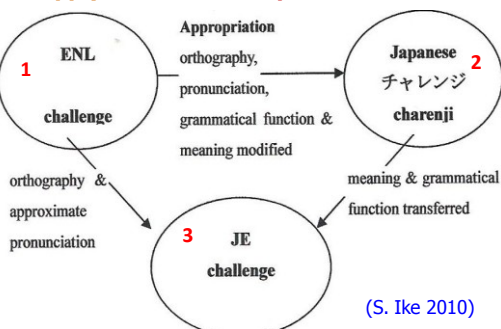 1
ENL
challenge
Appropriation
orthography,
pronunciation,
grammatical function &
meaning modified
Japanese
2
チャレンジ
charenji
orthography &
approximate
pronunciation
meaning & grammatical
function transferred
3
JE
challenge
(S. Ike 2010)